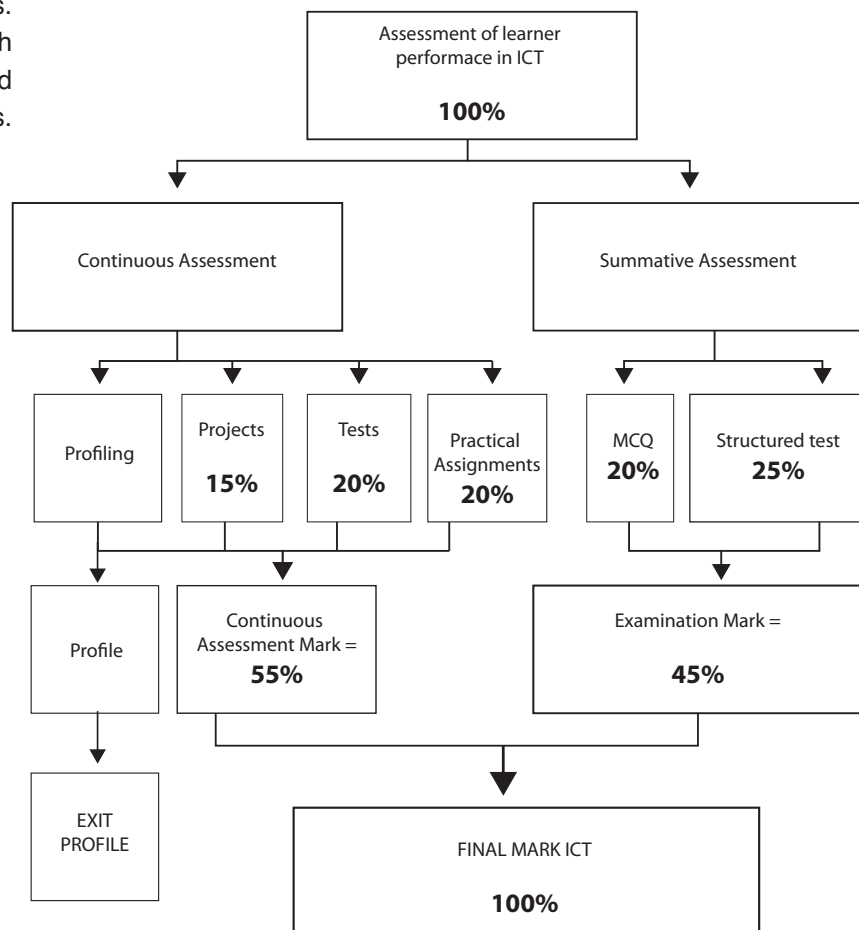 s.
h
d
s.
Assessment of learner
performace in ICT
100%
Continuous Assessment
Summative Assessment
Profiling
Projects
15%
Tests
20%
Practical
Assignments
20%
MCQ
20%
Structured test
25%
Profile
Continuous
Assessment Mark =
55%
Examination Mark =
45%
EXIT
PROFILE
FINAL MARK ICT
100%